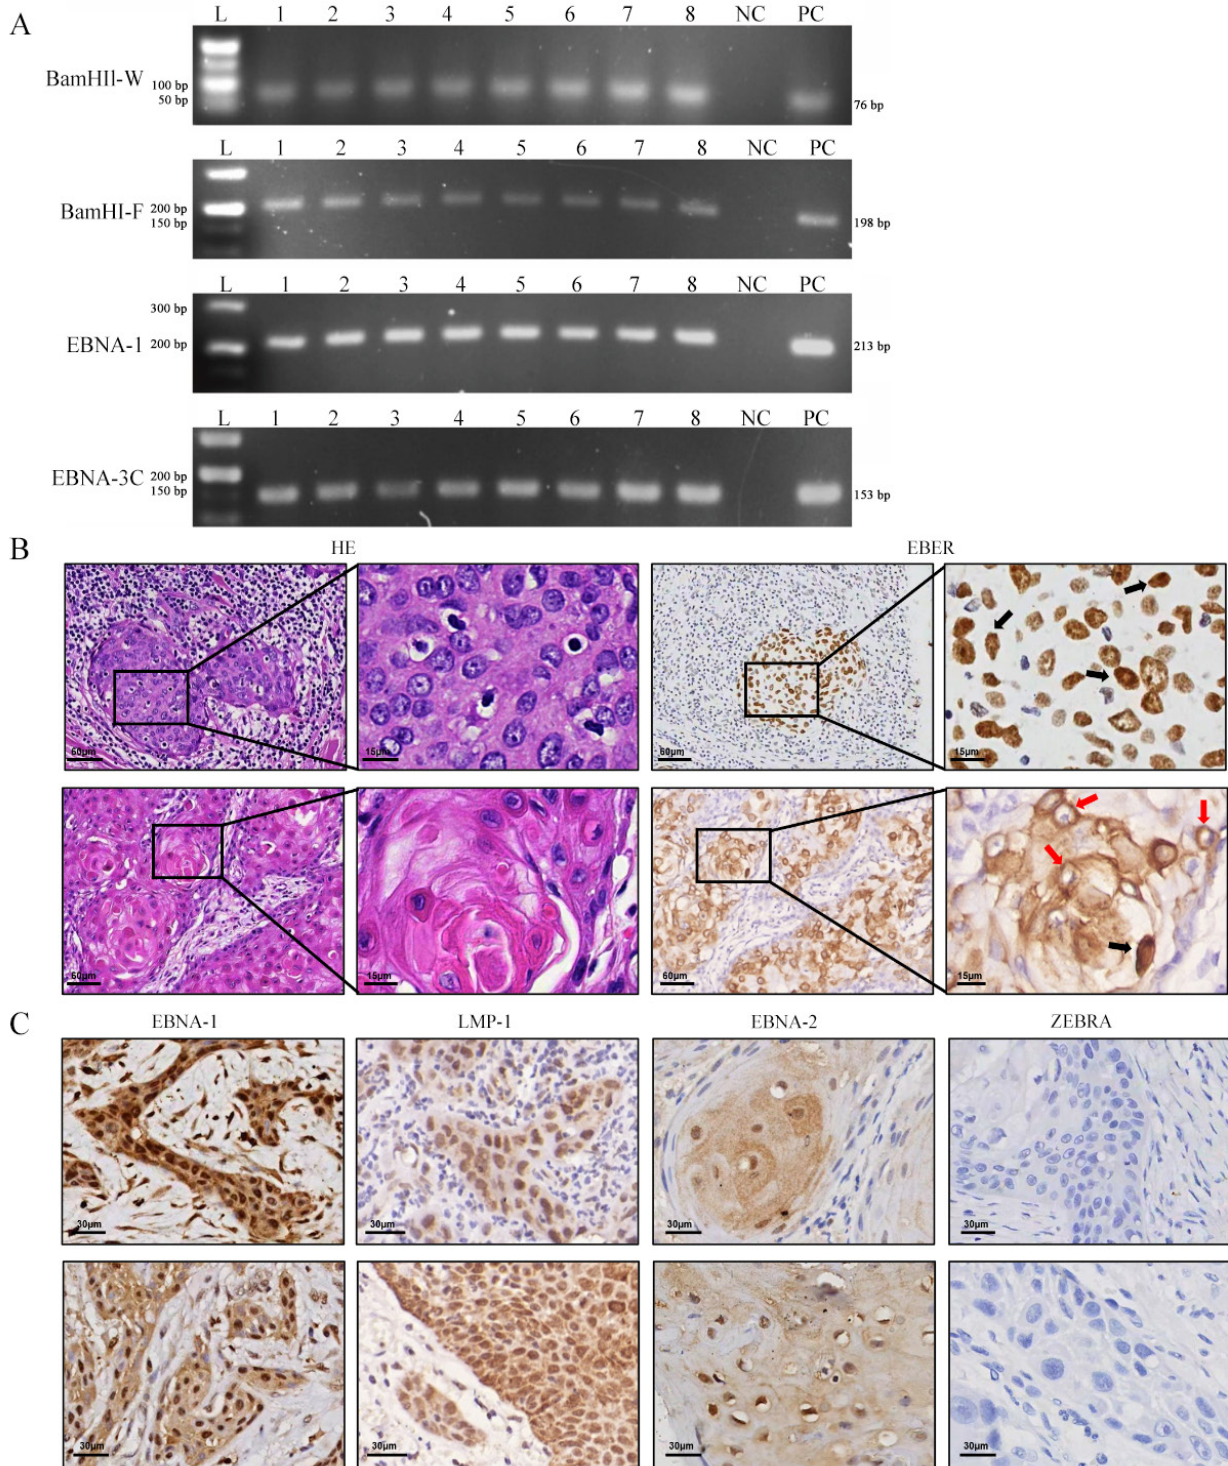 A
L 1 2 3 4 5 6 7 8 NC PC
BamHII-W
100 bp
50 bp
76 bp
L 1 2 3 4 5 6 7 8 NC PC
BamHI-F
200 bp
150 bp
198 bp
L 1 2 3 4 5 6 7 8 NC PC
300 bp
EBNA-1
200 bp
213 bp
L 1 2 3 4 5 6 7 8 NC PC
EBNA-3C
200 bp
150 bp
153 bp
B
HE EBER
60μm 15μm 60μm 15μm
60μm 15μm 60μm 15μm
C
EBNA-1 LMP-1 EBNA-2 ZEBRA
30μm 30μm 30μm 30μm
30μm 30μm 30μm 30μm